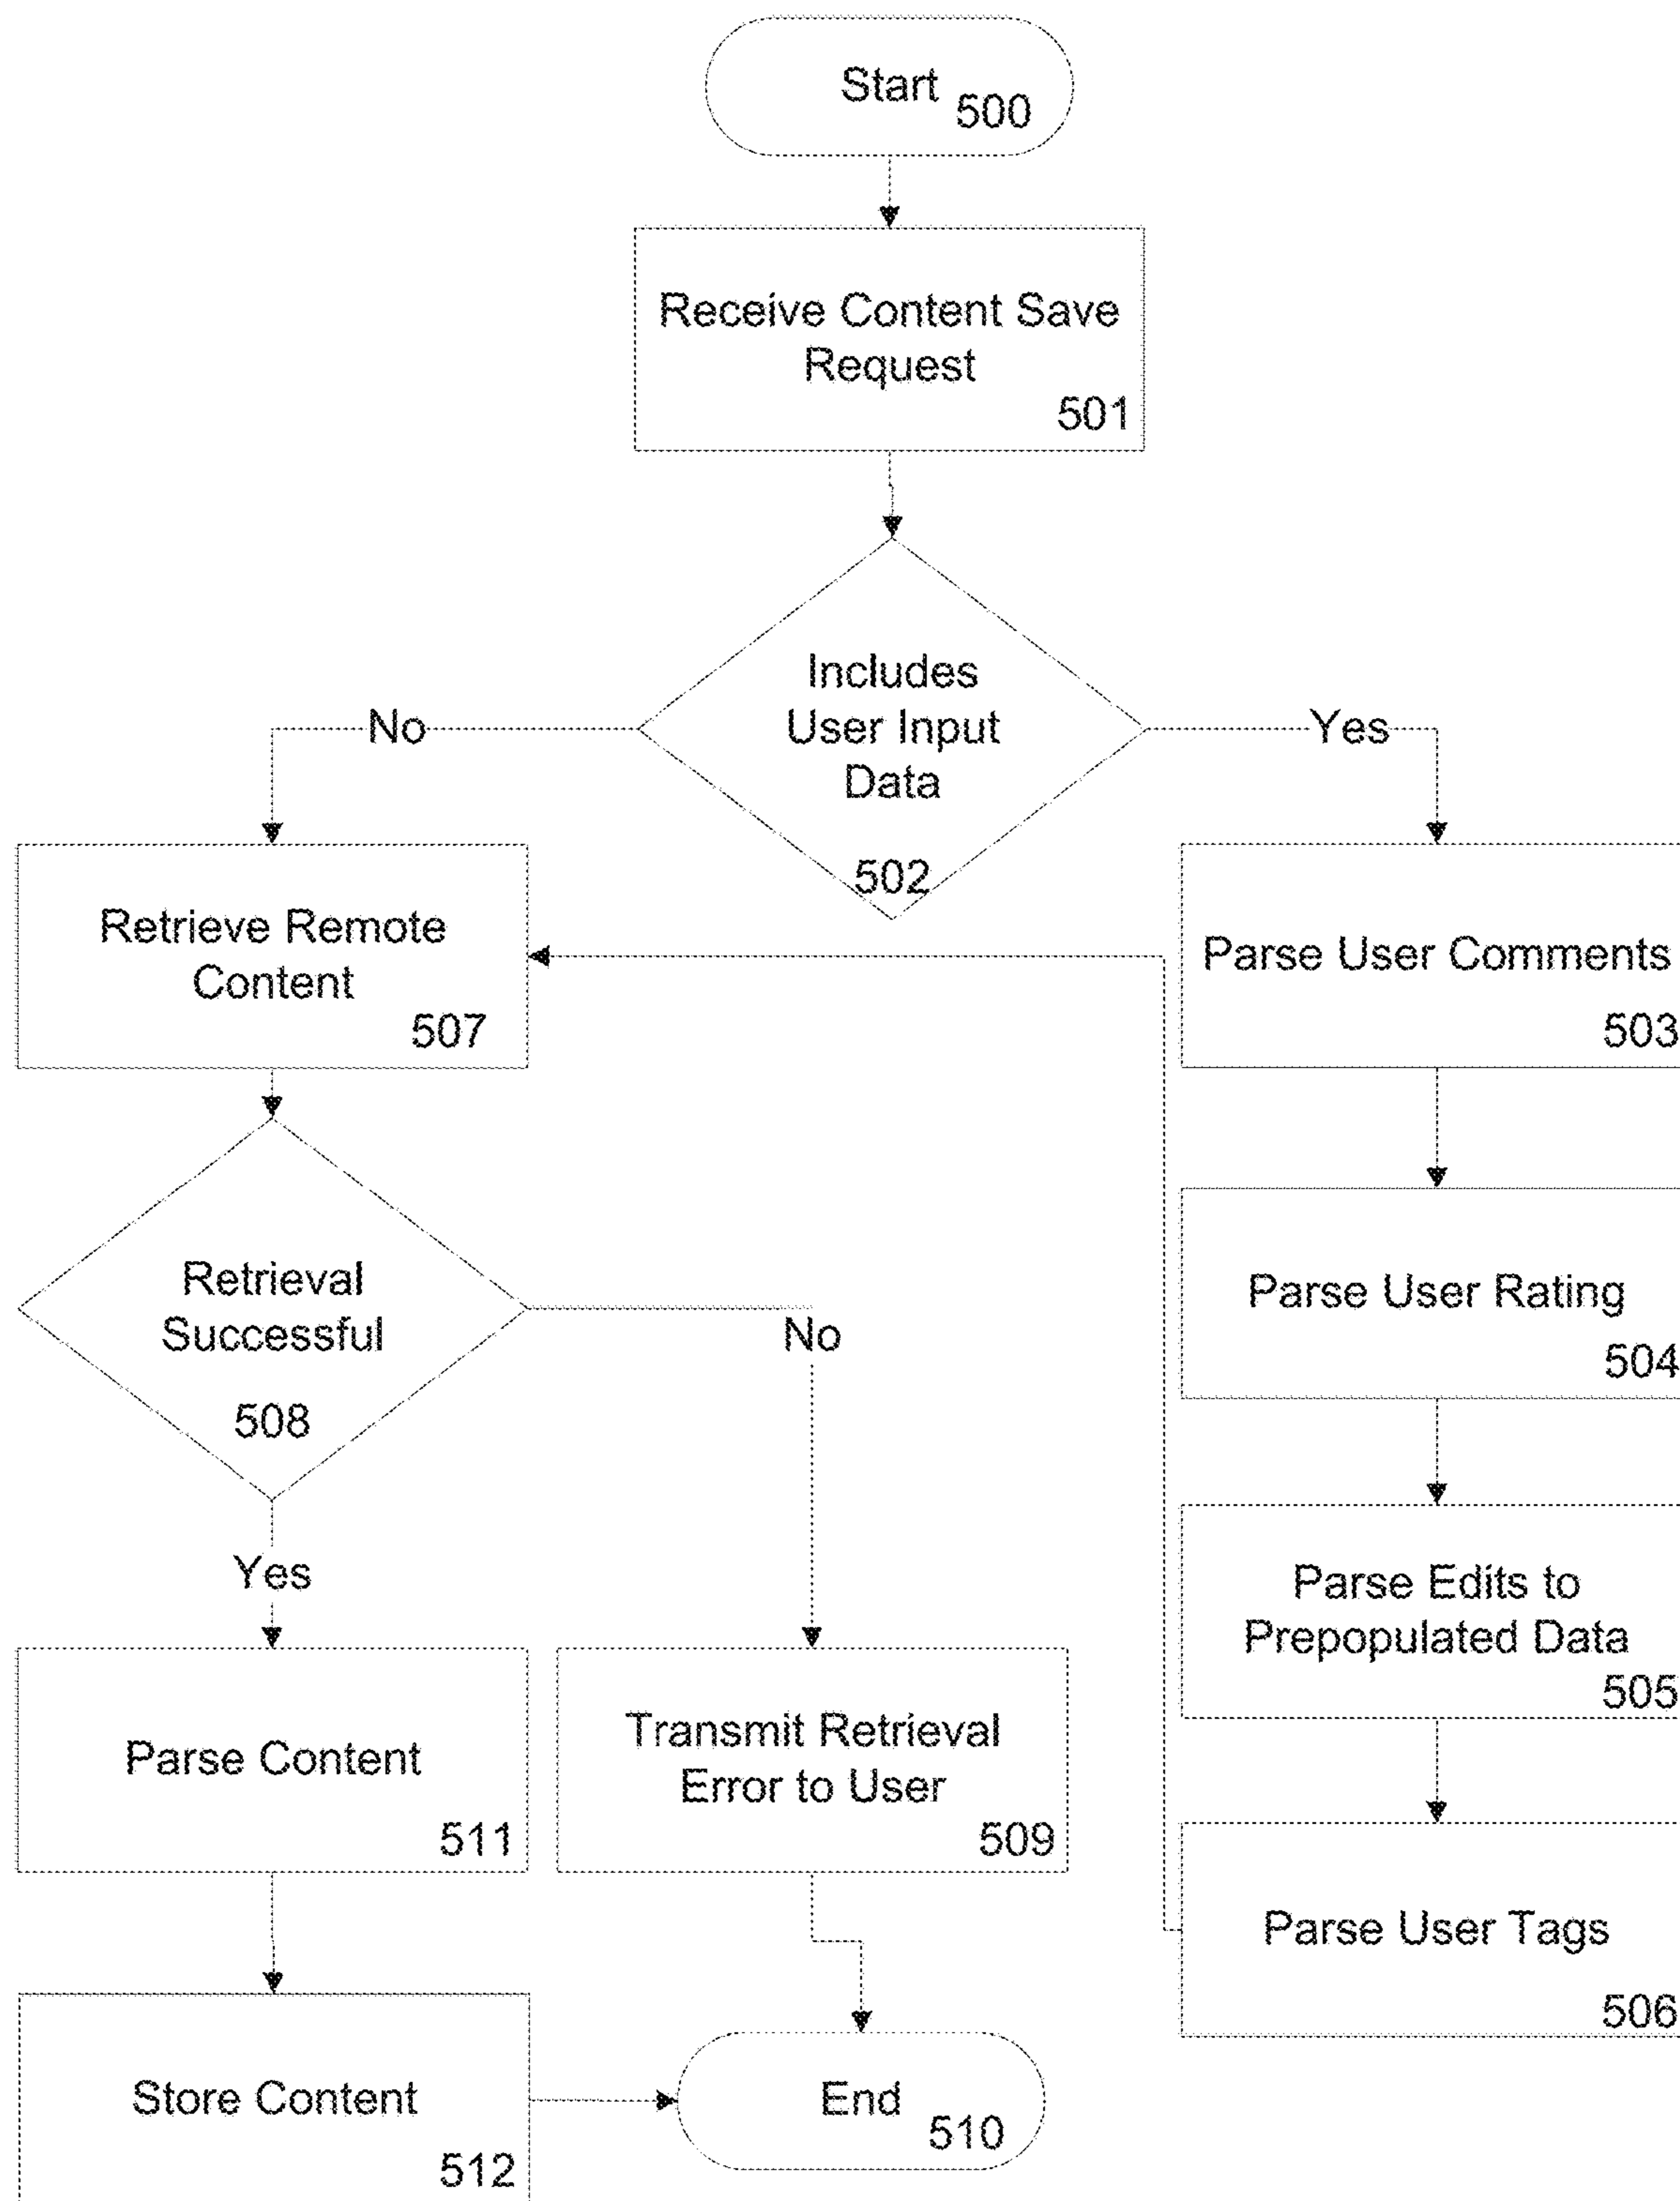 Start
500
Receive Content Save
Request
501
Includes
User Input
Data
502
No
Yes
Retrieve Remote
Content
507
Parse User Comments
503
Retrieval
Successful
508
No
Yes
Parse User Rating
504
Parse Edits to
Prepopulated Data
505
Parse Content
511
Transmit Retrieval
Error to User
509
Parse User Tags
506
Store Content
512
End
510